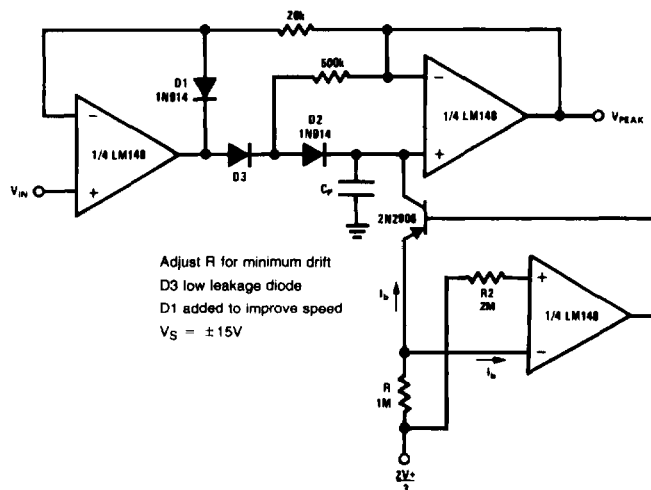 20k
500k
D1
1N914
D2
1N914
−
1/4 LM148
+
VIN
D3
CP
−
1/4 LM148
+
VPEAK
2N2906
Adjust R for minimum drift
D3 low leakage diode
D1 added to improve speed
VS = ±15V
Ib
R2
2M
+
1/4 LM148
−
Ib
R
1M
2V+
3